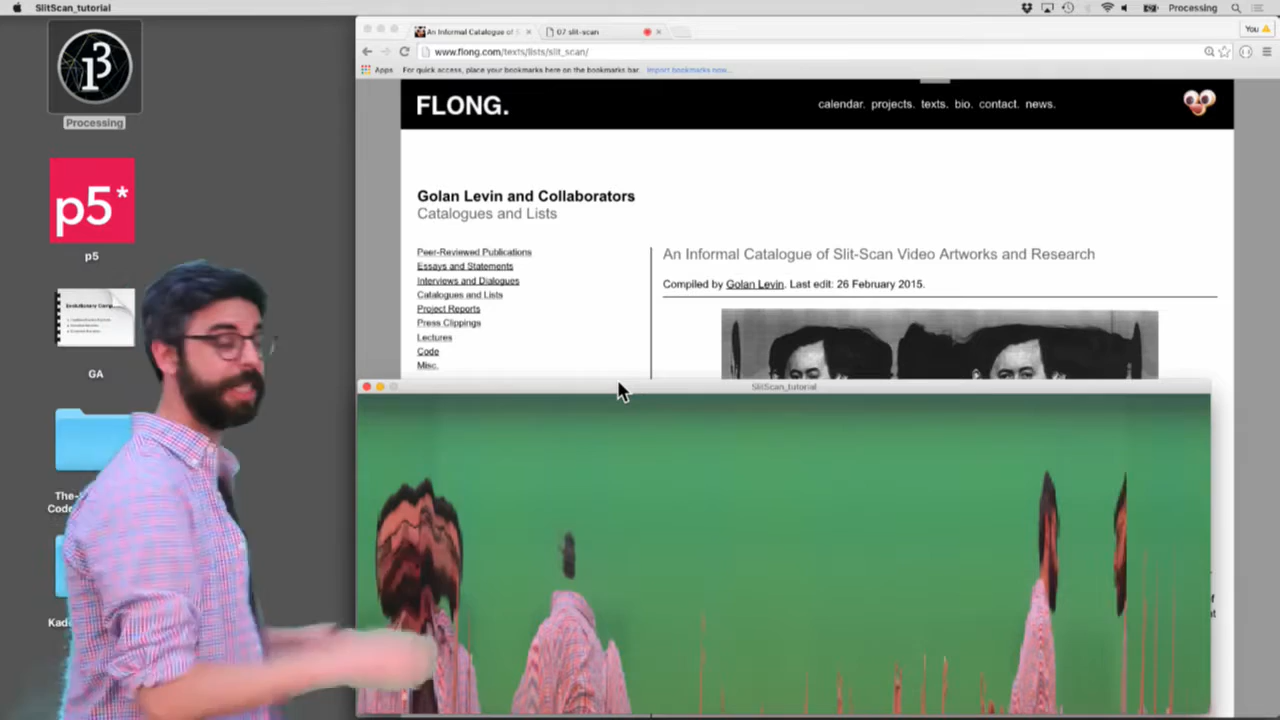 SlitScan_tutorial
Processing
An Informal Catalogue of S
07 slit-scan
You
www.flong.com/texts/lists/slit_scan/
Apps
For quick access, place your bookmarks here on the bookmarks bar.
Import bookmarks now...
Processing
FLONG.
calendar. projects. texts. bio. contact. news.
p5*
p5
Golan Levin and Collaborators
Catalogues and Lists
Peer-Reviewed Publications
Essays and Statements
Interviews and Dialogues
Catalogues and Lists
Project Reports
Press Clippings
Lectures
Code
Misc.
An Informal Catalogue of Slit-Scan Video Artworks and Research
Compiled by Golan Levin. Last edit: 26 February 2015.
GA
SlitScan_tutorial
The-
Code
Kade